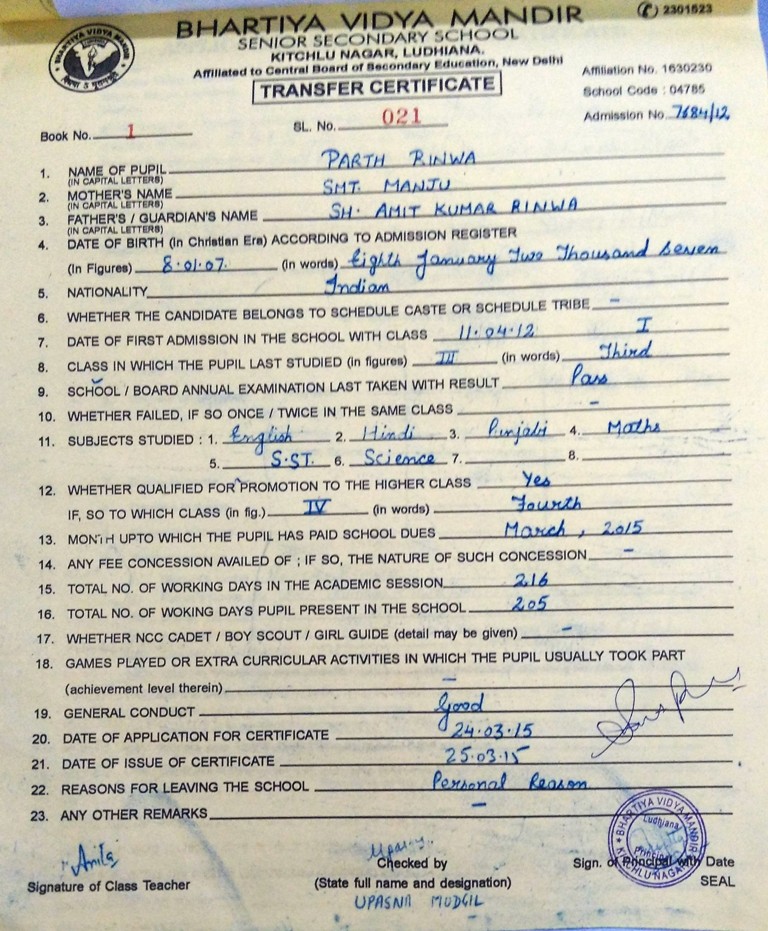 BHARTIYA VIDYA MANDIR
2301523
SENIOR SECONDARY SCHOOL
KITCHLU NAGAR, LUDHIANA.
Affiliated to Central Board of Secondary Education, New Delhi
Affiliation No. 1630230
TRANSFER CERTIFICATE
School Code : 04785
Admission No. 7684/12
Book No. 1 SL. No. 021
1. NAME OF PUPIL PARTH RINWA
(IN CAPITAL LETTERS)
2. MOTHER'S NAME SMT. MANJU
(IN CAPITAL LETTERS)
3. FATHER'S / GUARDIAN'S NAME SH. AMIT KUMAR RINWA
(IN CAPITAL LETTERS)
4. DATE OF BIRTH (In Christian Era) ACCORDING TO ADMISSION REGISTER
(In Figures) 8.01.07. (in words) Eighth January Two Thousand Seven
5. NATIONALITY Indian
6. WHETHER THE CANDIDATE BELONGS TO SCHEDULE CASTE OR SCHEDULE TRIBE –
7. DATE OF FIRST ADMISSION IN THE SCHOOL WITH CLASS 11.04.12 I
8. CLASS IN WHICH THE PUPIL LAST STUDIED (in figures) III (in words) Third
9. SCHOOL / BOARD ANNUAL EXAMINATION LAST TAKEN WITH RESULT Pass
10. WHETHER FAILED, IF SO ONCE / TWICE IN THE SAME CLASS –
11. SUBJECTS STUDIED : 1. English 2. Hindi 3. Punjabi 4. Maths
5. S.ST. 6. Science 7. 8.
12. WHETHER QUALIFIED FOR PROMOTION TO THE HIGHER CLASS Yes
IF, SO TO WHICH CLASS (in fig.) IV (in words) Fourth
13. MONTH UPTO WHICH THE PUPIL HAS PAID SCHOOL DUES March, 2015
14. ANY FEE CONCESSION AVAILED OF ; IF SO, THE NATURE OF SUCH CONCESSION –
15. TOTAL NO. OF WORKING DAYS IN THE ACADEMIC SESSION 216
16. TOTAL NO. OF WOKING DAYS PUPIL PRESENT IN THE SCHOOL 205
17. WHETHER NCC CADET / BOY SCOUT / GIRL GUIDE (detail may be given) –
18. GAMES PLAYED OR EXTRA CURRICULAR ACTIVITIES IN WHICH THE PUPIL USUALLY TOOK PART
(achievement level therein) –
19. GENERAL CONDUCT Good
20. DATE OF APPLICATION FOR CERTIFICATE 24.03.15
21. DATE OF ISSUE OF CERTIFICATE 25.03.15
22. REASONS FOR LEAVING THE SCHOOL Personal Reason
23. ANY OTHER REMARKS –
BHARTIYA VIDYA MANDIR
Ludhiana
Principal
KITCHLU NAGAR
Anita
Signature of Class Teacher
Checked by
(State full name and designation)
UPASNA MODGIL
Sign. of Principal with Date
SEAL